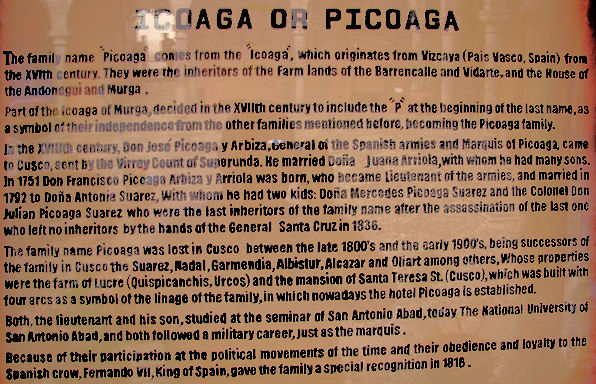 ICOAGA OR PICOAGA
The family name "Picoaga" comes from the "Icoaga", which originates from Vizcaya (Pais Vasco, Spain) from
the XVIth century. They were the inheritors of the Farm lands of the Barrencalle and Vidarte, and the House of
the Andonegui and Murga .
Part of the Icoaga of Murga, decided in the XVIIth century to include the "P" at the beginning of the last name, as
a symbol of their independence from the other families mentioned before, becoming the Picoaga family.
In the XVIIIth century, Don Jose Picoaga y Arbiza, General of the Spanish armies and Marquis of Picoaga, came
to Cusco, sent by the Virrey Count of Superunda. He married Doña Juana Arriola, with whom he had many sons.
In 1751 Don Francisco Picoaga Arbiza y Arriola was born, who became Lieutenant of the armies, and married in
1792 to Doña Antonia Suarez, With whom he had two kids: Doña Mercedes Picoaga Suarez and the Colonel Don
Julian Picoaga Suarez who were the last inheritors of the family name after the assassination of the last one
who left no inheritors by the hands of the General Santa Cruz in 1836.
The family name Picoaga was lost in Cusco between the late 1800's and the early 1900's, being successors of
the family in Cusco the Suarez, Nadal, Garmendia, Albistur, Alcazar and Oliart among others, Whose properties
were the farm of Lucre (Quispicanchis, Urcos) and the mansion of Santa Teresa St. (Cusco), which was built with
four arcs as a symbol of the linage of the family, in which nowadays the hotel Picoaga is established.
Both, the lieutenant and his son, studied at the seminar of San Antonio Abad, today The National University of
San Antonio Abad, and both followed a military career, just as the marquis .
Because of their participation at the political movements of the time and their obedience and loyalty to the
Spanish crow, Fernando VII, King of Spain, gave the family a special recognition in 1816 .